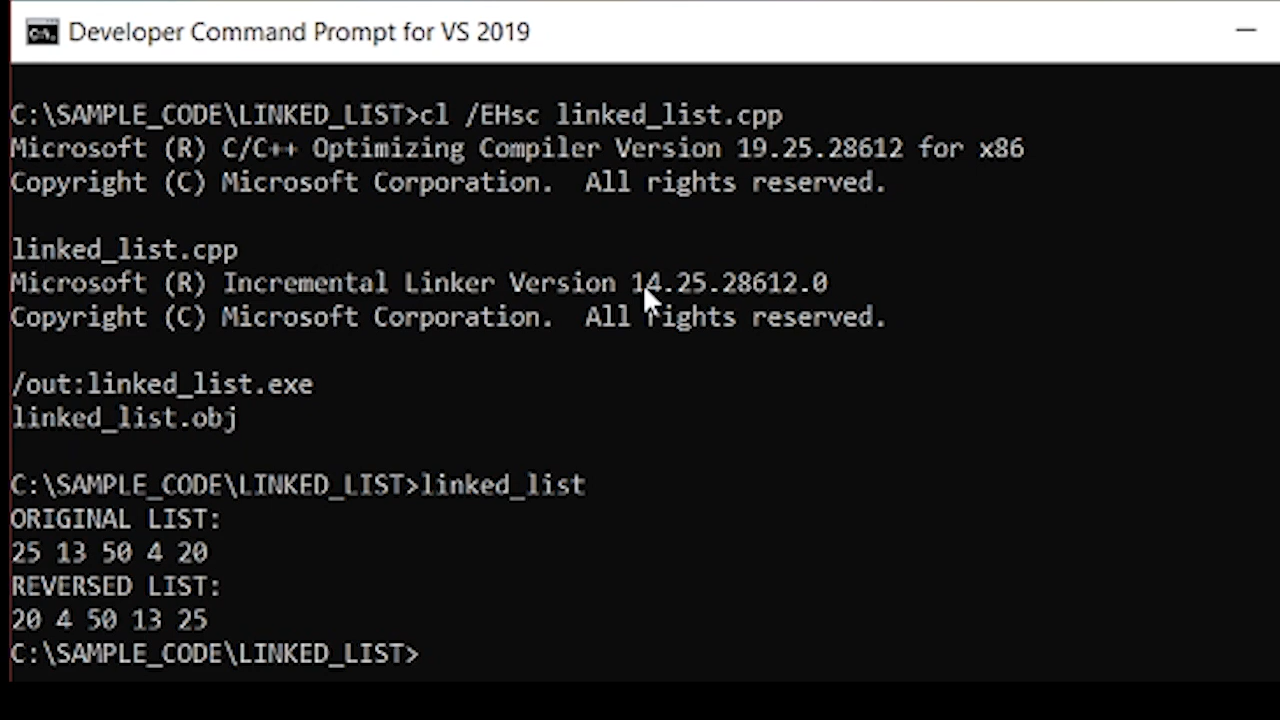 Developer Command Prompt for VS 2019
C:\SAMPLE_CODE\LINKED_LIST>cl /EHsc linked_list.cpp
Microsoft (R) C/C++ Optimizing Compiler Version 19.25.28612 for x86
Copyright (C) Microsoft Corporation.  All rights reserved.
linked_list.cpp
Microsoft (R) Incremental Linker Version 14.25.28612.0
Copyright (C) Microsoft Corporation.  All rights reserved.
/out:linked_list.exe
linked_list.obj
C:\SAMPLE_CODE\LINKED_LIST>linked_list
ORIGINAL LIST:
25 13 50 4 20
REVERSED LIST:
20 4 50 13 25
C:\SAMPLE_CODE\LINKED_LIST>